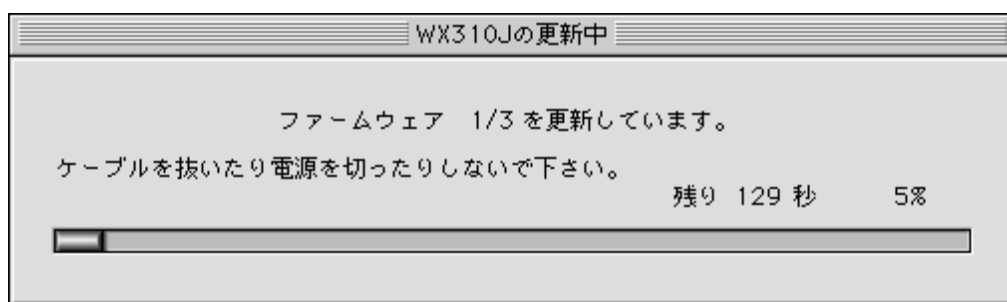 WX310Jの更新中
ファームウェア　1/3 を更新しています。
ケーブルを抜いたり電源を切ったりしないで下さい。
残り 129 秒 5%